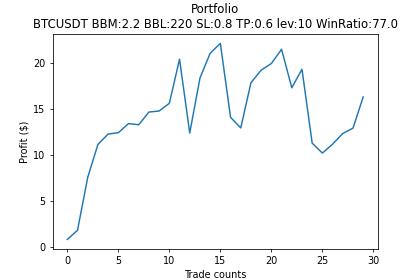 Portfolio
BTCUSDT BBM:2.2 BBL:220 SL:0.8 TP:0.6 lev:10 WinRatio:77.0
20
15
10
5
0
Profit ($)
0 5 10 15 20 25 30
Trade counts